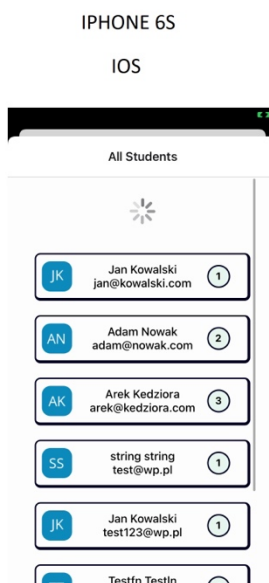 IPHONE 6S
IOS
All Students
JK
Jan Kowalski
jan@kowalski.com
1
AN
Adam Nowak
adam@nowak.com
2
AK
Arek Kedziora
arek@kedziora.com
3
SS
string string
test@wp.pl
1
JK
Jan Kowalski
test123@wp.pl
1
Testfn Testln